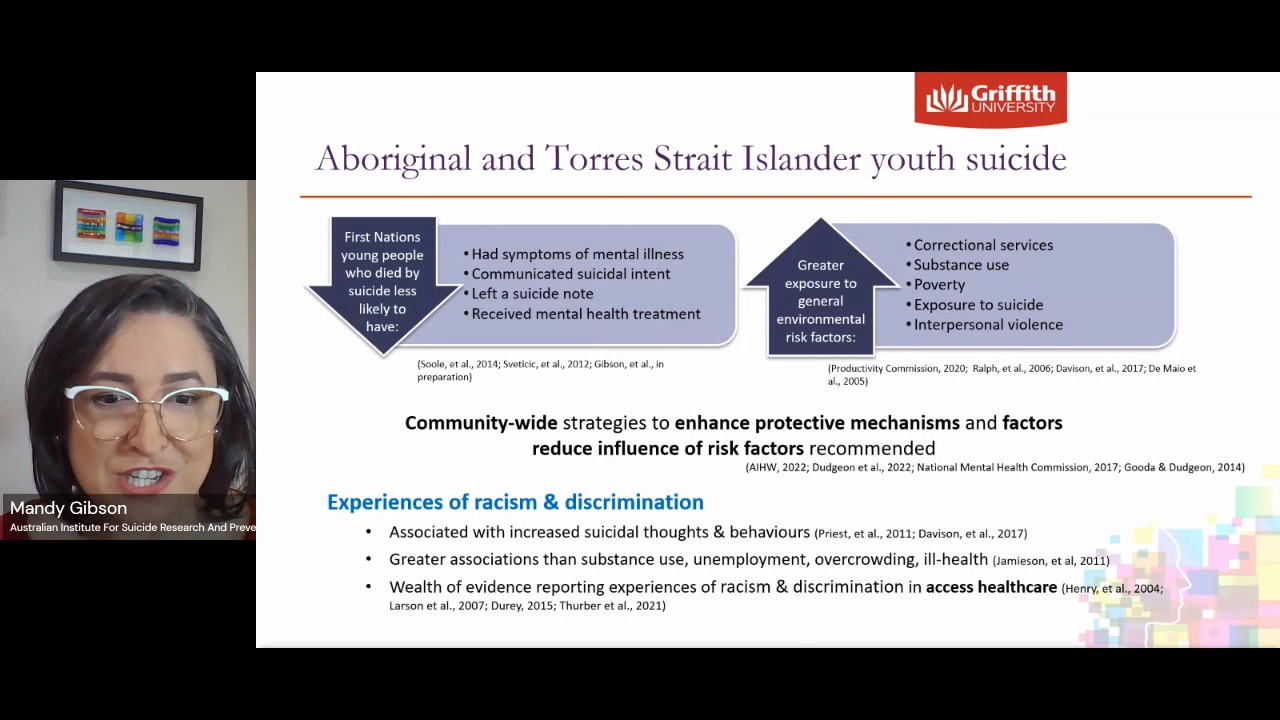 Griffith
UNIVERSITY
Aboriginal and Torres Strait Islander youth suicide
First Nations
young people
who died by
suicide less
likely to
have:
• Had symptoms of mental illness
• Communicated suicidal intent
• Left a suicide note
• Received mental health treatment
(Soole, et al., 2014; Sveticic, et al., 2012; Gibson, et al., in
preparation)
Greater
exposure to
general
environmental
risk factors:
• Correctional services
• Substance use
• Poverty
• Exposure to suicide
• Interpersonal violence
(Productivity Commission, 2020; Ralph, et al., 2006; Davison, et al., 2017; De Maio et
al., 2005)
Community-wide strategies to enhance protective mechanisms and factors
reduce influence of risk factors recommended
(AIHW, 2022; Dudgeon et al., 2022; National Mental Health Commission, 2017; Gooda & Dudgeon, 2014)
Experiences of racism & discrimination
• Associated with increased suicidal thoughts & behaviours (Priest, et al., 2011; Davison, et al., 2017)
• Greater associations than substance use, unemployment, overcrowding, ill-health (Jamieson, et al, 2011)
• Wealth of evidence reporting experiences of racism & discrimination in access healthcare (Henry, et al., 2004;
Larson et al., 2007; Durey, 2015; Thurber et al., 2021)
Mandy Gibson
Australian Institute For Suicide Research And Preve